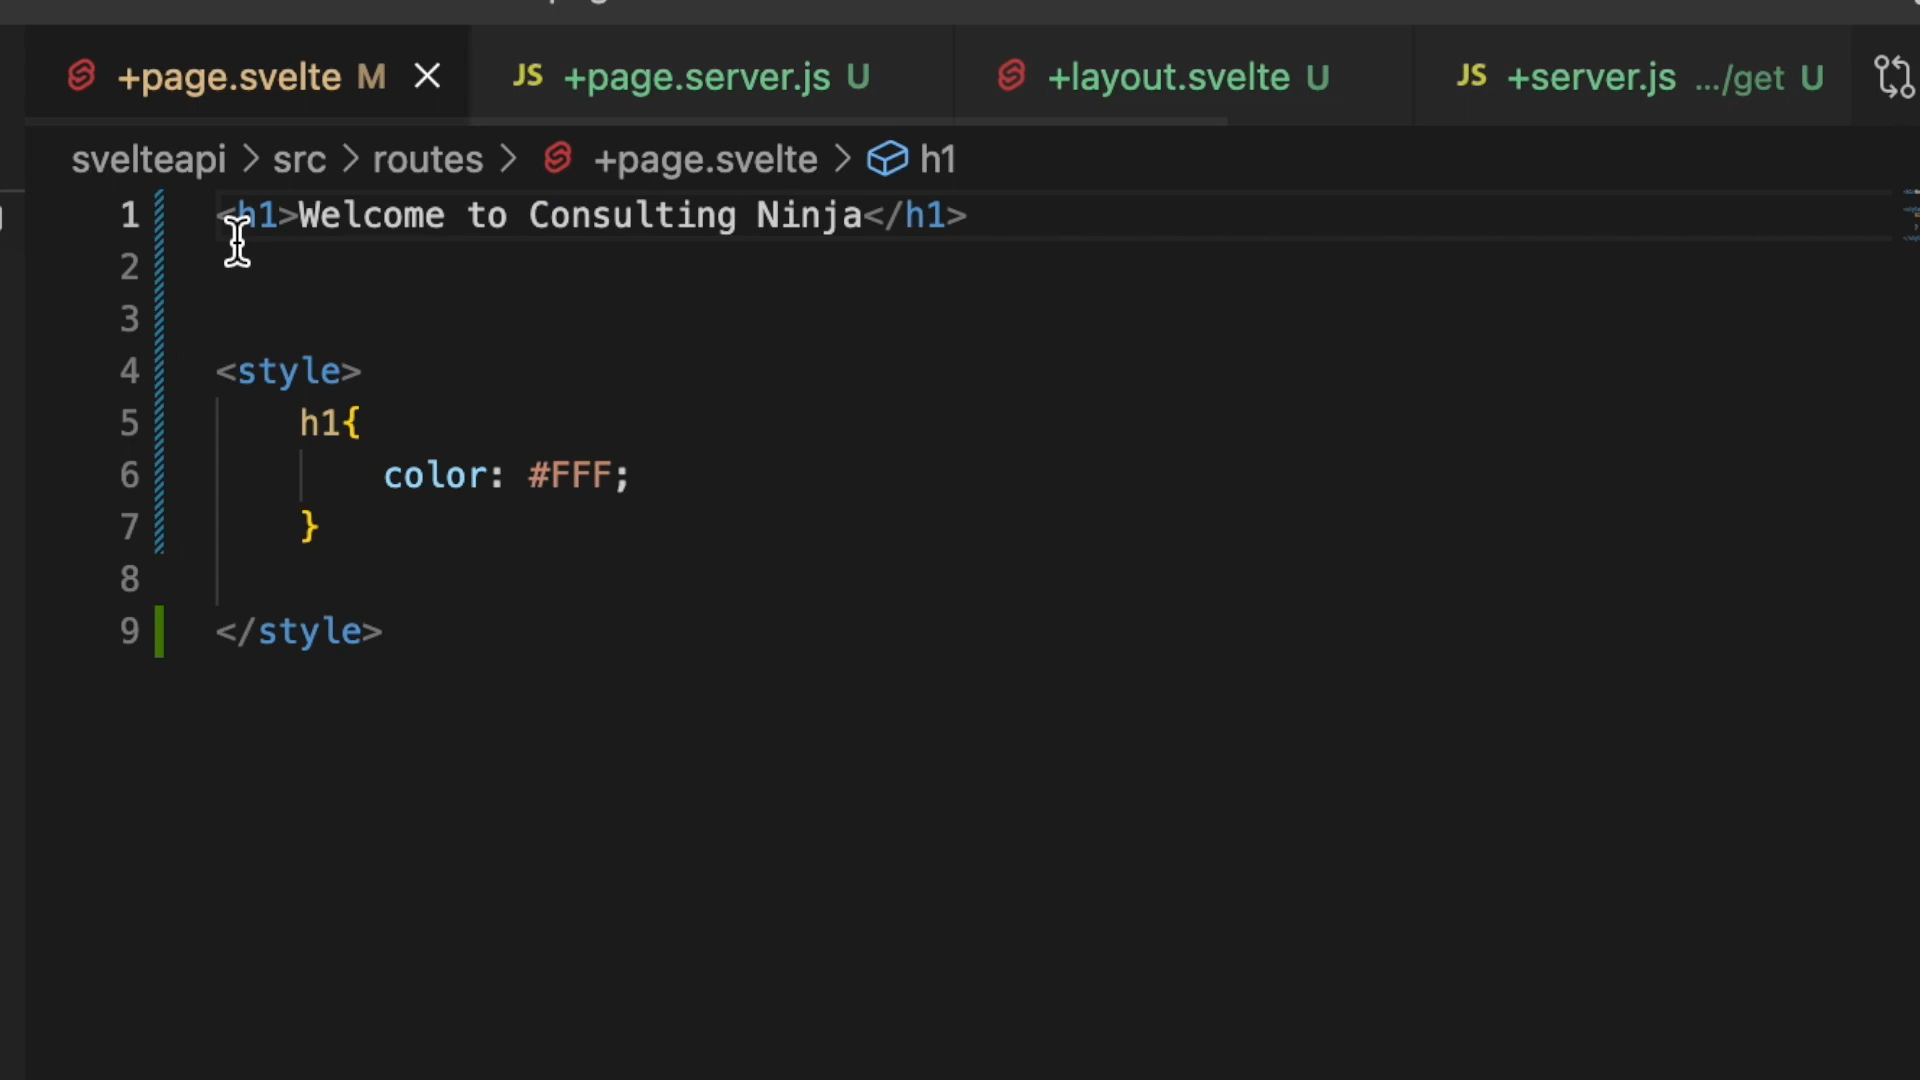 +page.svelte M
JS +page.server.js U
+layout.svelte U
JS +server.js .../get U
svelteapi > src > routes > +page.svelte > h1
1 <h1>Welcome to Consulting Ninja</h1>
2
3
4 <style>
5 h1{
6 color: #FFF;
7 }
8
9 </style>